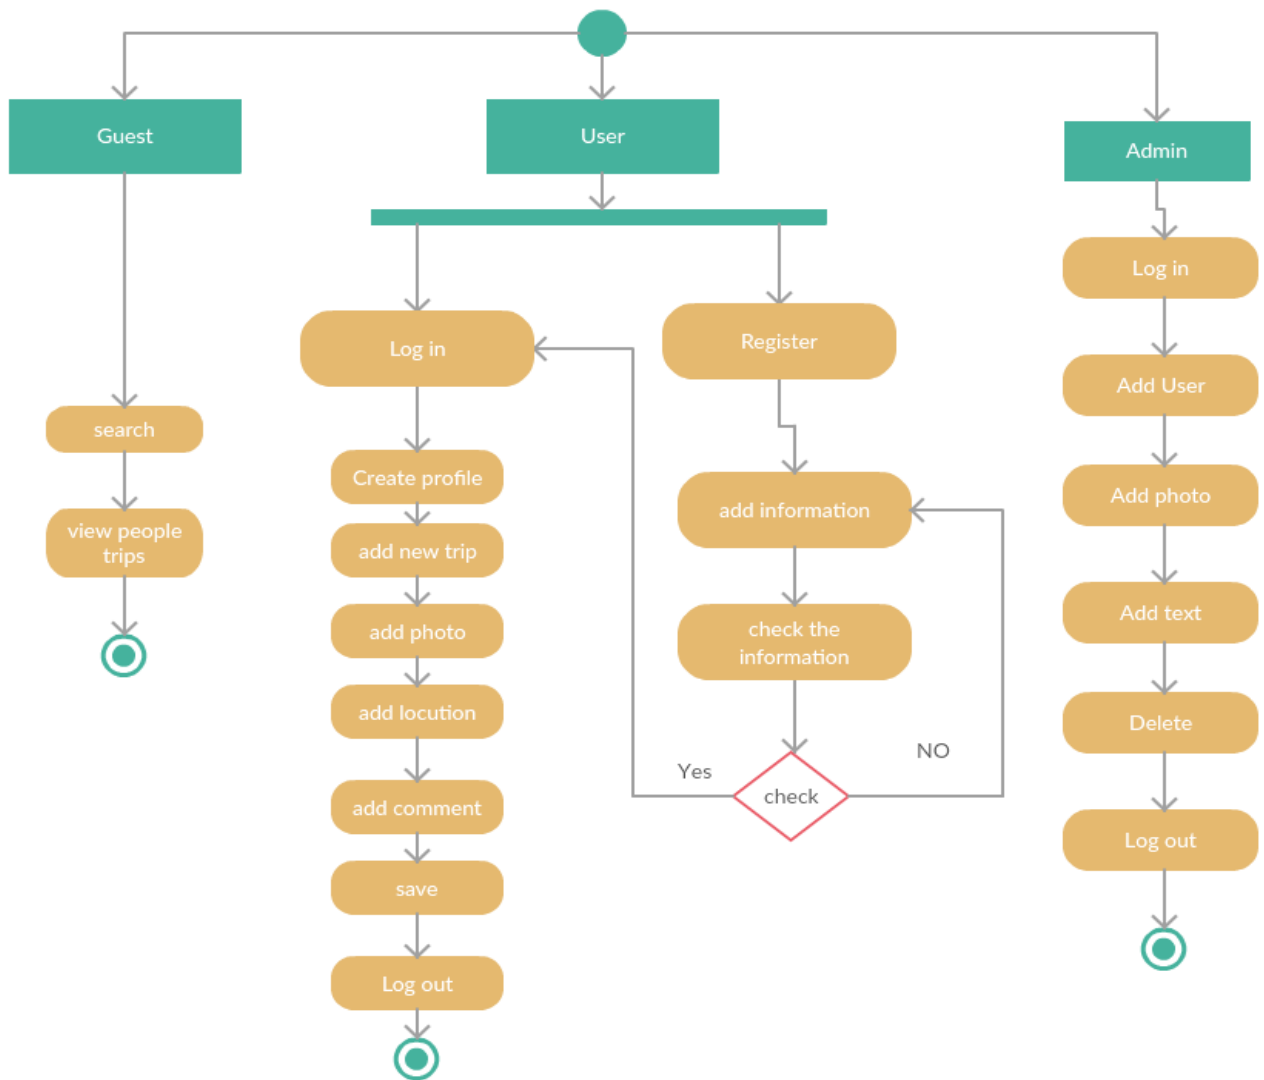 Guest
User
Admin
Log in
Log in
Register
Add User
search
Create profile
add information
Add photo
view people
trips
add new trip
add photo
check the
information
Add text
add locution
Delete
Yes
NO
check
add comment
Log out
save
Log out